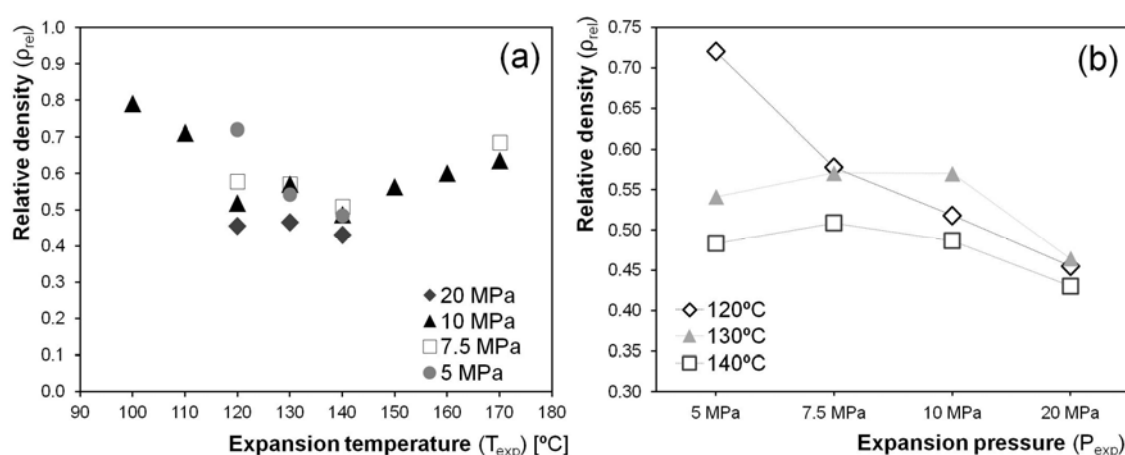 (a)
Relative density (ρrel)
1.0
0.9
0.8
0.7
0.6
0.5
0.4
0.3
0.2
0.1
0.0
20 MPa
10 MPa
7.5 MPa
5 MPa
90 100 110 120 130 140 150 160 170 180
Expansion temperature (Texp) [ºC]
(b)
Relative density (ρrel)
0.75
0.70
0.65
0.60
0.55
0.50
0.45
0.40
0.35
0.30
120ºC
130ºC
140ºC
5 MPa 7.5 MPa 10 MPa 20 MPa
Expansion pressure (Pexp)